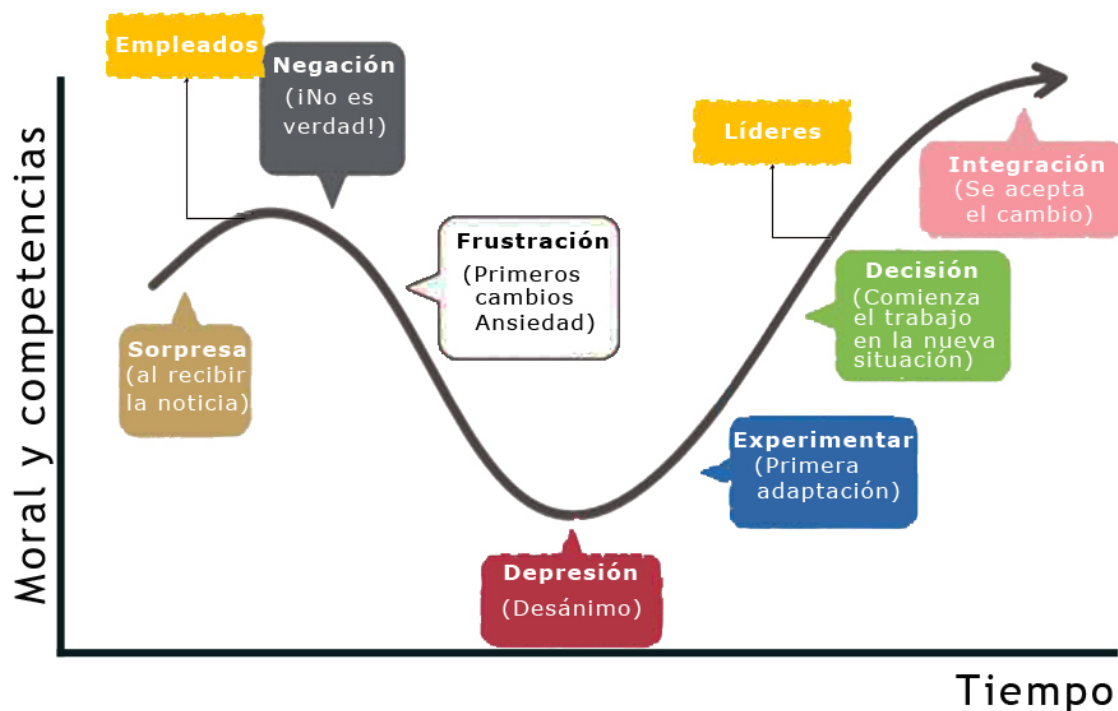 Empleados
Negación
(¡No es
verdad!)
Líderes
Integración
(Se acepta
el cambio)
Frustración
(Primeros
cambios
Ansiedad)
Decisión
(Comienza
el trabajo
en la nueva
situación)
Sorpresa
(al recibir
la noticia)
Experimentar
(Primera
adaptación)
Depresión
(Desánimo)
Moral y competencias
Tiempo